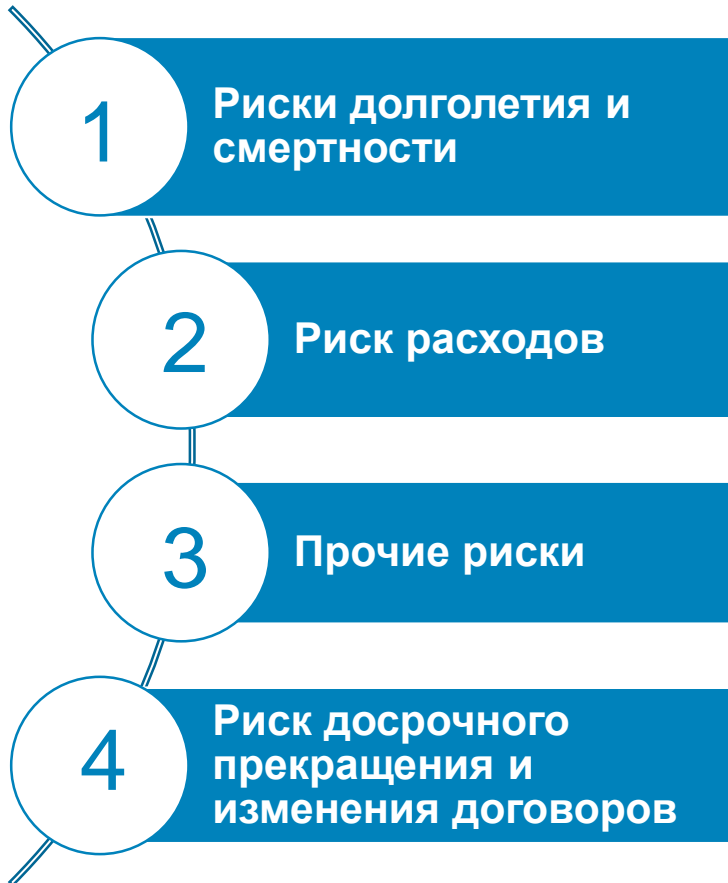 1
Риски долголетия и
смертности
2
Риск расходов
3
Прочие риски
4
Риск досрочного
прекращения и
изменения договоров